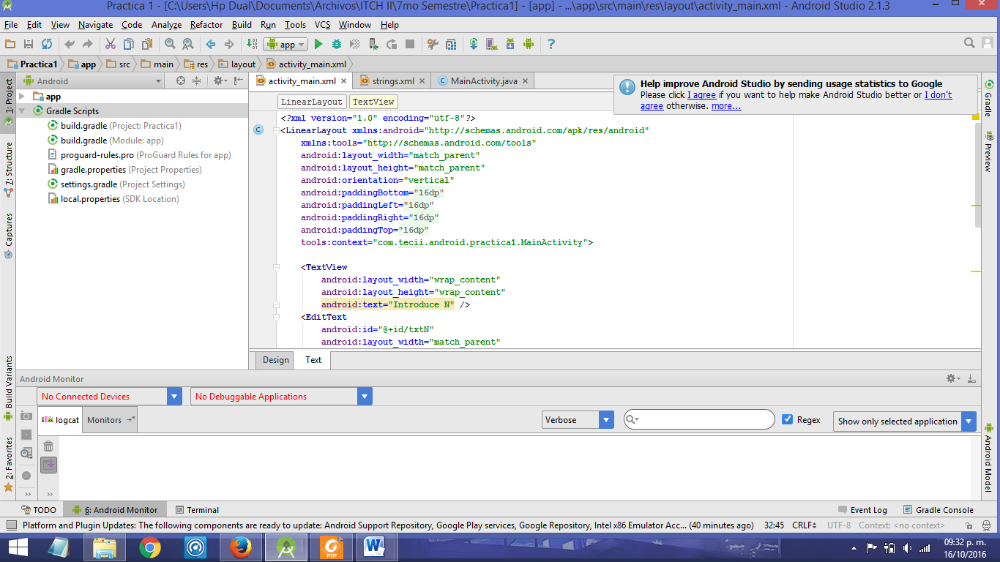 Practica 1 - [C:\Users\Hp Dual\Documents\Archivos\ITCH II\7mo Semestre\Practica1] - [app] - ...\app\src\main\res\layout\activity_main.xml - Android Studio 2.1.3
File Edit View Navigate Code Analyze Refactor Build Run Tools VCS Window Help
app
Practica1 app src main res layout activity_main.xml
Android
activity_main.xml strings.xml MainActivity.java
Help improve Android Studio by sending usage statistics to Google
Please click I agree if you want to help make Android Studio better or I don't
agree otherwise. more...
1: Project
7: Structure
Captures
Build Variants
2: Favorites
app
Gradle Scripts
build.gradle (Project: Practica1)
build.gradle (Module: app)
proguard-rules.pro (ProGuard Rules for app)
gradle.properties (Project Properties)
settings.gradle (Project Settings)
local.properties (SDK Location)
LinearLayout TextView
<?xml version="1.0" encoding="utf-8"?>
<LinearLayout xmlns:android="http://schemas.android.com/apk/res/android"
xmlns:tools="http://schemas.android.com/tools"
android:layout_width="match_parent"
android:layout_height="match_parent"
android:orientation="vertical"
android:paddingBottom="16dp"
android:paddingLeft="16dp"
android:paddingRight="16dp"
android:paddingTop="16dp"
tools:context="com.tecii.android.practica1.MainActivity">
<TextView
android:layout_width="wrap_content"
android:layout_height="wrap_content"
android:text="Introduce N" />
<EditText
android:id="@+id/txtN"
android:layout_width="match_parent"
Design Text
Gradle
Preview
Android Model
Android Monitor
No Connected Devices No Debuggable Applications
logcat Monitors Verbose Regex Show only selected application
TODO 6: Android Monitor Terminal Event Log Gradle Console
Platform and Plugin Updates: The following components are ready to update: Android Support Repository, Google Play services, Google Repository, Intel x86 Emulator Acc... (40 minutes ago) 32:45 CRLF UTF-8 Context: <no context>
PDF
09:32 p. m.
16/10/2016